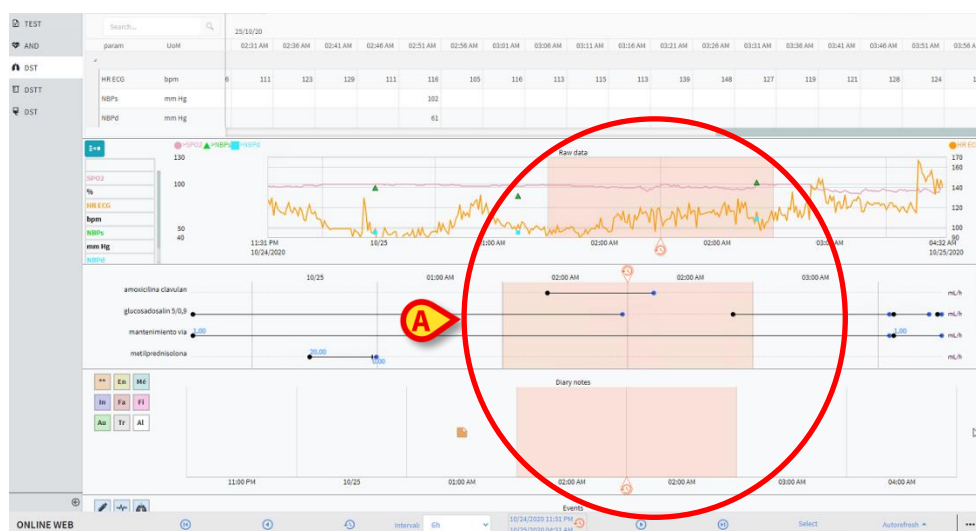 TEST
AND
DST
DSTT
DST
Search...
25/10/20
param UoM 02:31 AM 02:36 AM 02:41 AM 02:46 AM 02:51 AM 02:56 AM 03:01 AM 03:06 AM 03:11 AM 03:16 AM 03:21 AM 03:26 AM 03:31 AM 03:36 AM 03:41 AM 03:46 AM 03:51 AM 03:56 A
HR ECG bpm 6 111 123 129 111 116 105 116 113 115 113 139 148 127 119 121 128 124 1
NBPs mm Hg 102
NBPd mm Hg 61
>SPO2 >NBPs >NBPd Raw data HR EC
130 170
160
SPO2 100 140
%
HR ECG 120
bpm
NBPs 50 100
mm Hg 40 90
NBPd
11:31 PM 10/25 01:00 AM 02:00 AM 02:00 AM 03:00 AM 04:32 AM
10/24/2020 10/25/2020
10/25 01:00 AM 02:00 AM 02:00 AM 03:00 AM
amoxicilina clavulan mL/h
glucosadosalin 5/0,9 mL/h
A
mantenimiento via 1,00 1,00 mL/h
metilprednisolona 20,00 0,00 mL/h
** En Mé Diary notes
In Fa Fl
Au Tr Al
11:00 PM 10/25 01:00 AM 02:00 AM 02:00 AM 03:00 AM 04:00 AM
Events
ONLINE WEB Interval: 6h 10/24/2020 11:31 PM Select Autorefresh
10/25/2020 04:32 AM